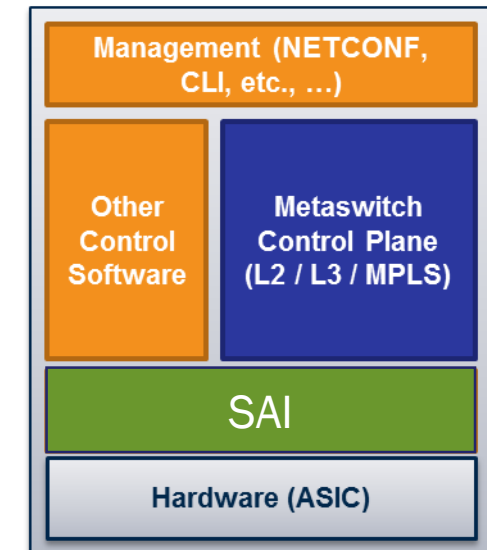 Management (NETCONF,
CLI, etc., …)
Other
Control
Software
Metaswitch
Control Plane
(L2 / L3 / MPLS)
SAI
Hardware (ASIC)